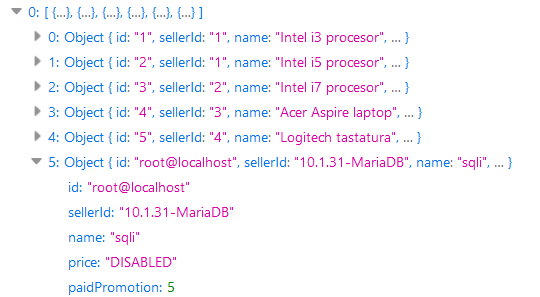 0: [ {…}, {…}, {…}, {…}, {…}, {…} ]
0: Object { id: "1", sellerId: "1", name: "Intel i3 procesor", … }
1: Object { id: "2", sellerId: "1", name: "Intel i5 procesor", … }
2: Object { id: "3", sellerId: "2", name: "Intel i7 procesor", … }
3: Object { id: "4", sellerId: "3", name: "Acer Aspire laptop", … }
4: Object { id: "5", sellerId: "4", name: "Logitech tastatura", … }
5: Object { id: "root@localhost", sellerId: "10.1.31-MariaDB", name: "sqli", … }
id: "root@localhost"
sellerId: "10.1.31-MariaDB"
name: "sqli"
price: "DISABLED"
paidPromotion: 5